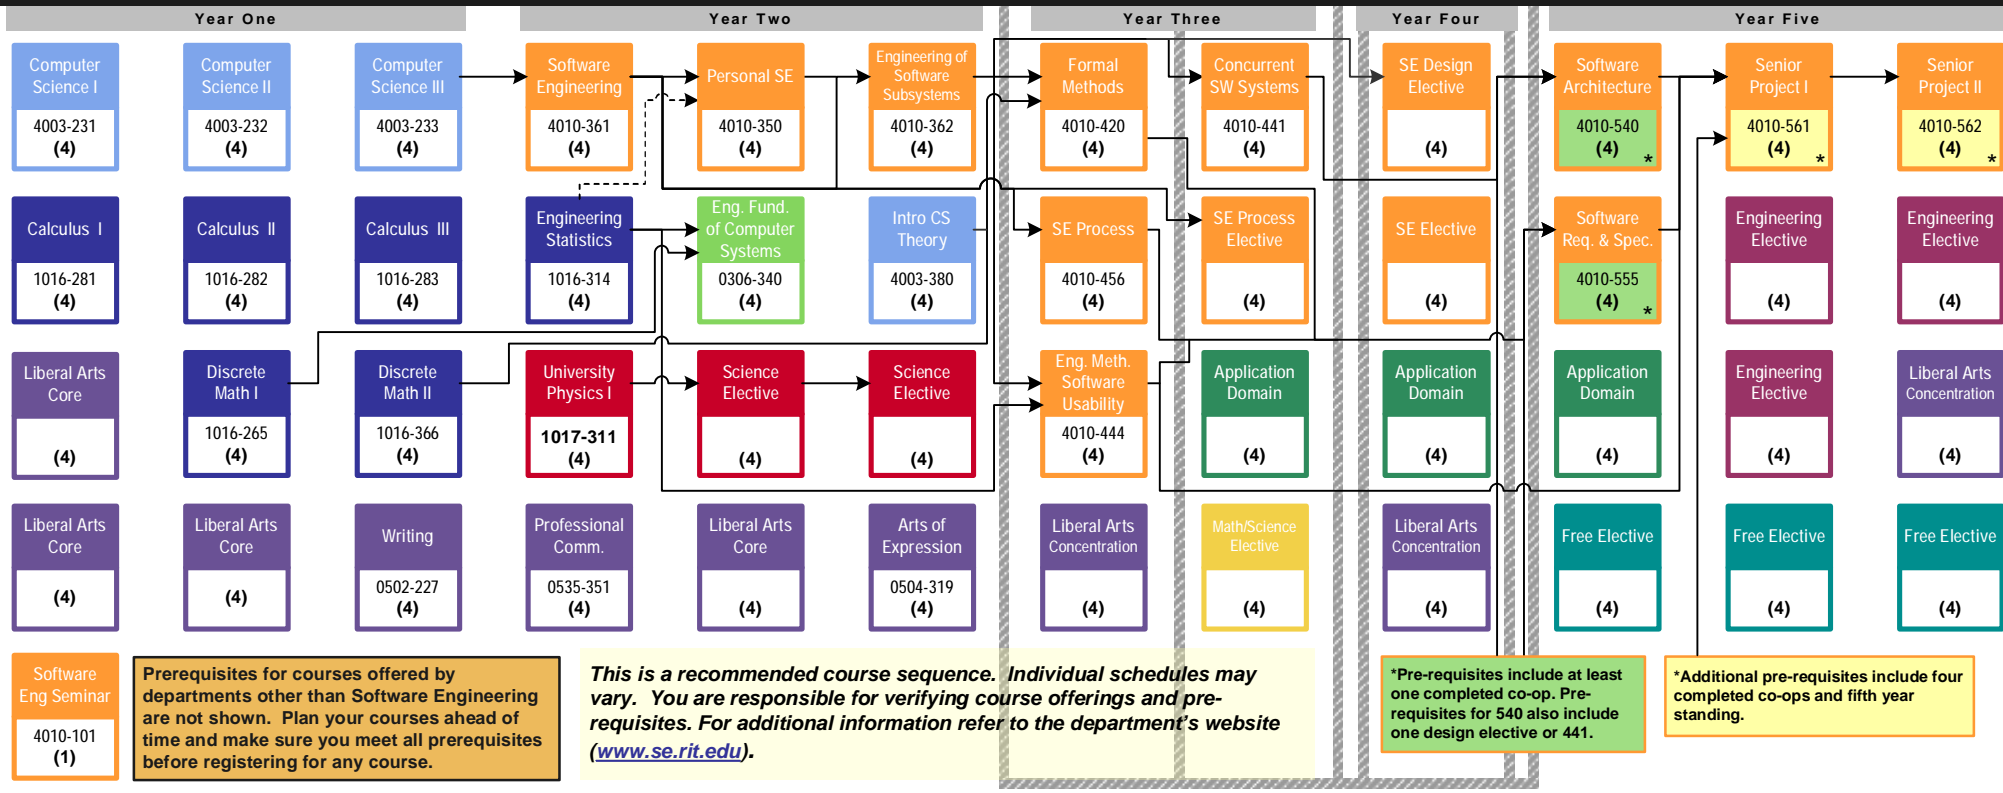 Year One
Year Two
Year Three
Year Four
Year Five
Computer
Science I
4003-231
(4)
Computer
Science II
4003-232
(4)
Computer
Science III
4003-233
(4)
Software
Engineering
4010-361
(4)
Personal SE
4010-350
(4)
Engineering of
Software
Subsystems
4010-362
(4)
Formal
Methods
4010-420
(4)
Concurrent
SW Systems
4010-441
(4)
SE Design
Elective
(4)
Software
Architecture
4010-540
(4)
*
Senior
Project I
4010-561
(4)
*
Senior
Project II
4010-562
(4)
*
Calculus I
1016-281
(4)
Calculus II
1016-282
(4)
Calculus III
1016-283
(4)
Engineering
Statistics
1016-314
(4)
Eng. Fund.
of Computer
Systems
0306-340
(4)
Intro CS
Theory
4003-380
(4)
SE Process
4010-456
(4)
SE Process
Elective
(4)
SE Elective
(4)
Software
Req. & Spec.
4010-555
(4)
*
Engineering
Elective
(4)
Engineering
Elective
(4)
Liberal Arts
Core
(4)
Discrete
Math I
1016-265
(4)
Discrete
Math II
1016-366
(4)
University
Physics I
1017-311
(4)
Science
Elective
(4)
Science
Elective
(4)
Eng. Meth.
Software
Usability
4010-444
(4)
Application
Domain
(4)
Application
Domain
(4)
Application
Domain
(4)
Engineering
Elective
(4)
Liberal Arts
Concentration
(4)
Liberal Arts
Core
(4)
Liberal Arts
Core
(4)
Writing
0502-227
(4)
Professional
Comm.
0535-351
(4)
Liberal Arts
Core
(4)
Arts of
Expression
0504-319
(4)
Liberal Arts
Concentration
(4)
Math/Science
Elective
(4)
Liberal Arts
Concentration
(4)
Free Elective
(4)
Free Elective
(4)
Free Elective
(4)
Software
Eng Seminar
4010-101
(1)
Prerequisites for courses offered by
departments other than Software Engineering
are not shown. Plan your courses ahead of
time and make sure you meet all prerequisites
before registering for any course.
This is a recommended course sequence. Individual schedules may
vary. You are responsible for verifying course offerings and pre-
requisites. For additional information refer to the department's website
(www.se.rit.edu).
*Pre-requisites include at least
one completed co-op. Pre-
requisites for 540 also include
one design elective or 441.
*Additional pre-requisites include four
completed co-ops and fifth year
standing.